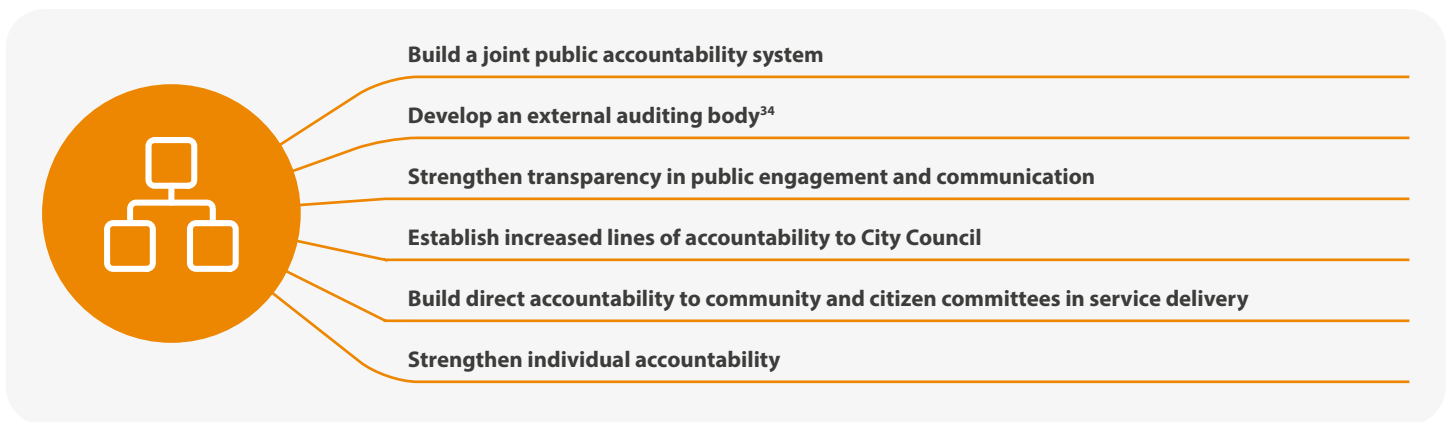 Build a joint public accountability system
Develop an external auditing body³⁴
Strengthen transparency in public engagement and communication
Establish increased lines of accountability to City Council
Build direct accountability to community and citizen committees in service delivery
Strengthen individual accountability